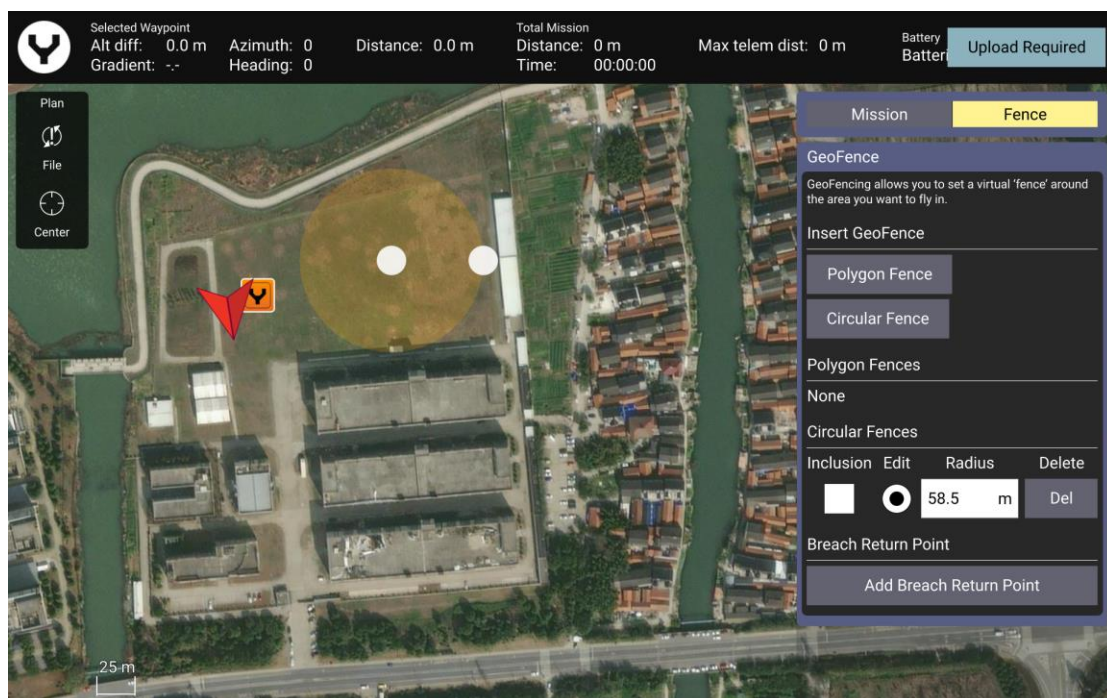 Selected Waypoint
Alt diff: 0.0 m Azimuth: 0 Distance: 0.0 m
Gradient: -.- Heading: 0
Total Mission
Distance: 0 m Max telem dist: 0 m
Time: 00:00:00
Battery
Batteri
Upload Required
Plan
File
Center
Mission Fence
GeoFence
GeoFencing allows you to set a virtual 'fence' around
the area you want to fly in.
Insert GeoFence
Polygon Fence
Circular Fence
Polygon Fences
None
Circular Fences
Inclusion Edit Radius Delete
58.5 m Del
Breach Return Point
Add Breach Return Point
25 m